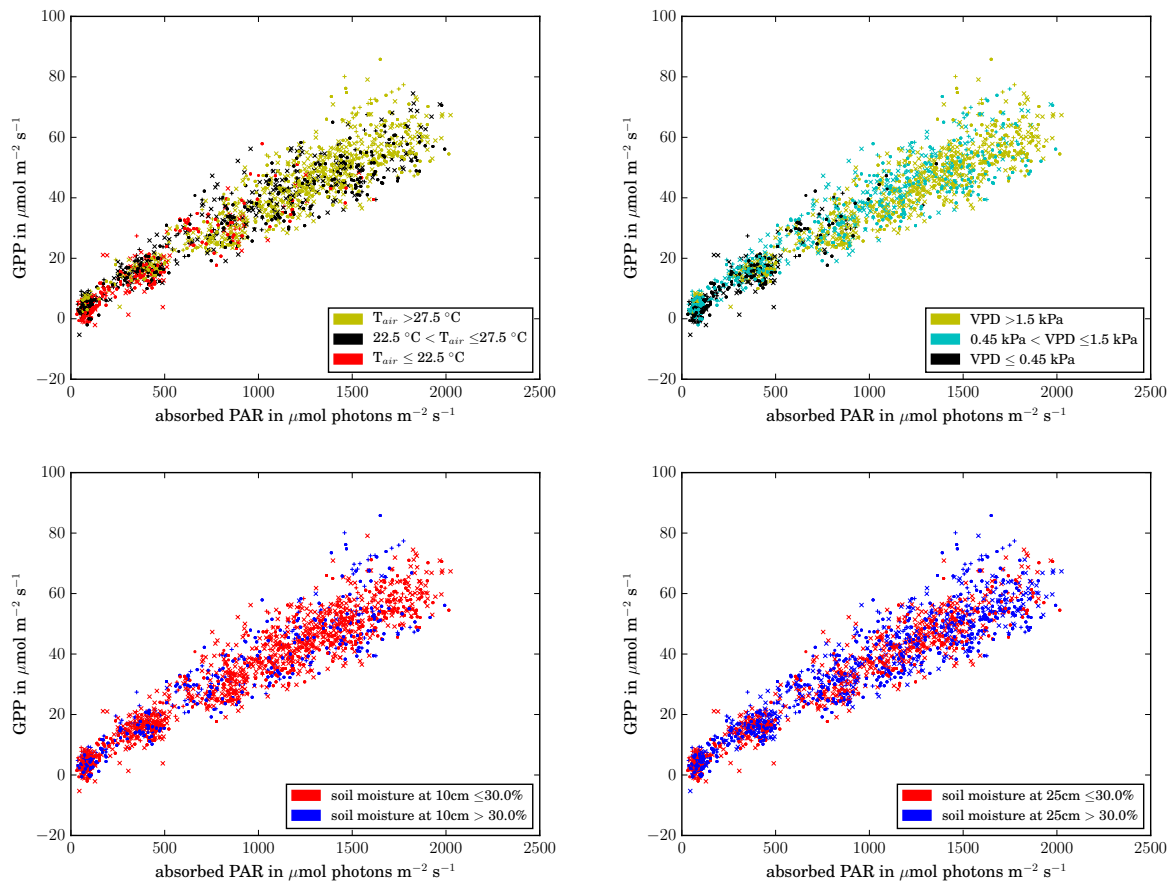 100
80
60
40
20
0
−20
GPP in μmol m⁻² s⁻¹
T_air >27.5 °C
22.5 °C < T_air ≤27.5 °C
T_air ≤ 22.5 °C
0 500 1000 1500 2000 2500
absorbed PAR in μmol photons m⁻² s⁻¹
100
80
60
40
20
0
−20
GPP in μmol m⁻² s⁻¹
VPD >1.5 kPa
0.45 kPa < VPD ≤1.5 kPa
VPD ≤ 0.45 kPa
0 500 1000 1500 2000 2500
absorbed PAR in μmol photons m⁻² s⁻¹
100
80
60
40
20
0
−20
GPP in μmol m⁻² s⁻¹
soil moisture at 10cm ≤30.0%
soil moisture at 10cm > 30.0%
0 500 1000 1500 2000 2500
absorbed PAR in μmol photons m⁻² s⁻¹
100
80
60
40
20
0
−20
GPP in μmol m⁻² s⁻¹
soil moisture at 25cm ≤30.0%
soil moisture at 25cm > 30.0%
0 500 1000 1500 2000 2500
absorbed PAR in μmol photons m⁻² s⁻¹